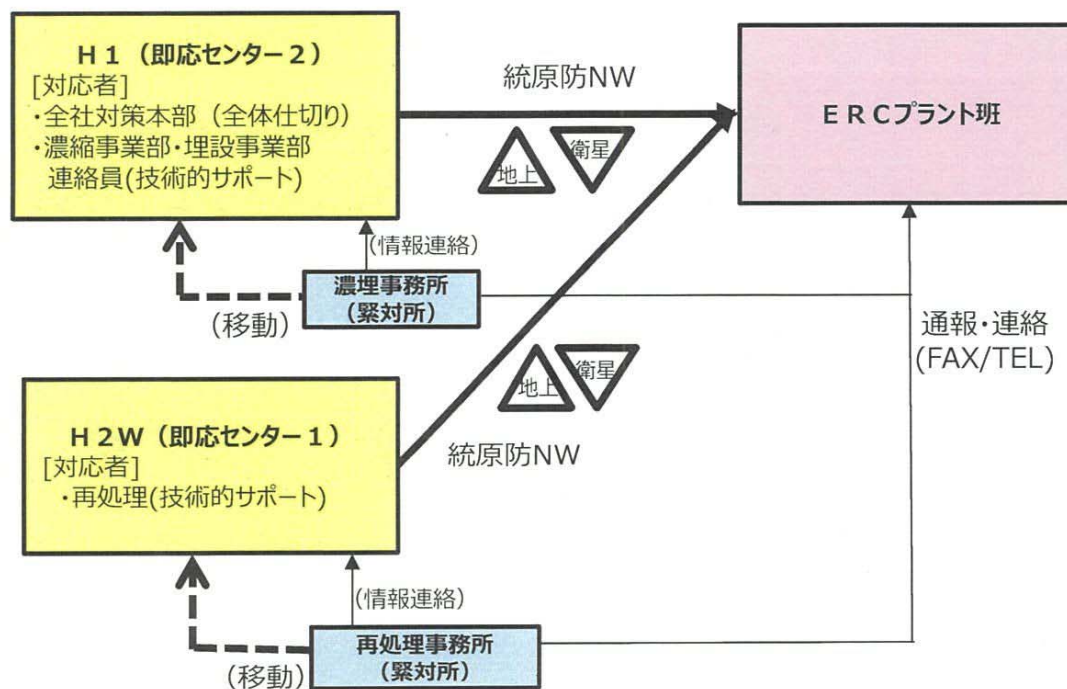 H1（即応センター2）
[対応者]
・全社対策本部（全体仕切り）
・濃縮事業部・埋設事業部
連絡員(技術的サポート)
統原防NW
地上
衛星
ERCプラント班
(情報連絡)
濃埋事務所
（緊対所）
(移動)
通報・連絡
(FAX/TEL)
地上
衛星
統原防NW
H2W（即応センター1）
[対応者]
・再処理(技術的サポート)
(情報連絡)
再処理事務所
（緊対所）
(移動)